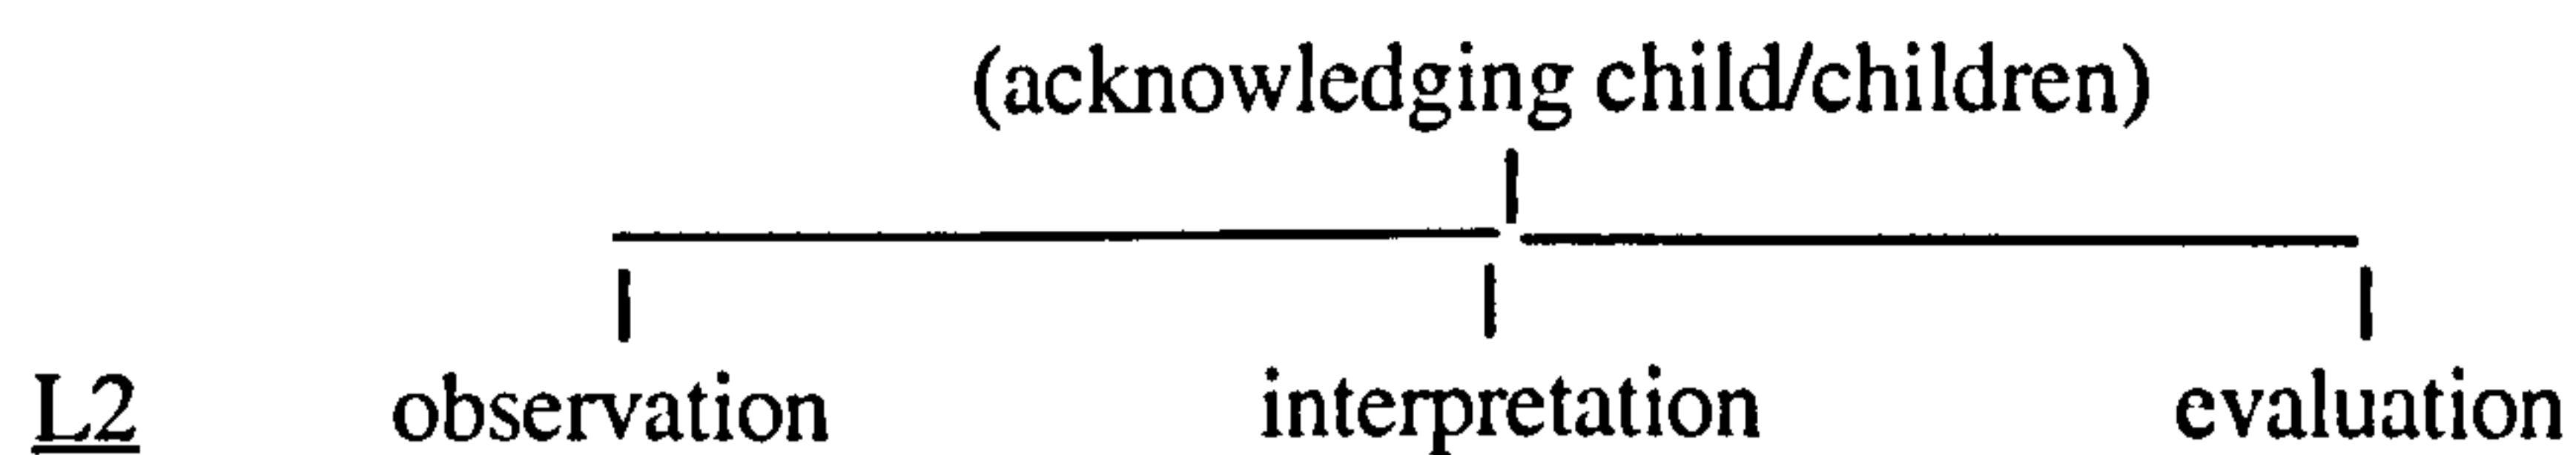 (acknowledging child/children)
L2 observation interpretation evaluation